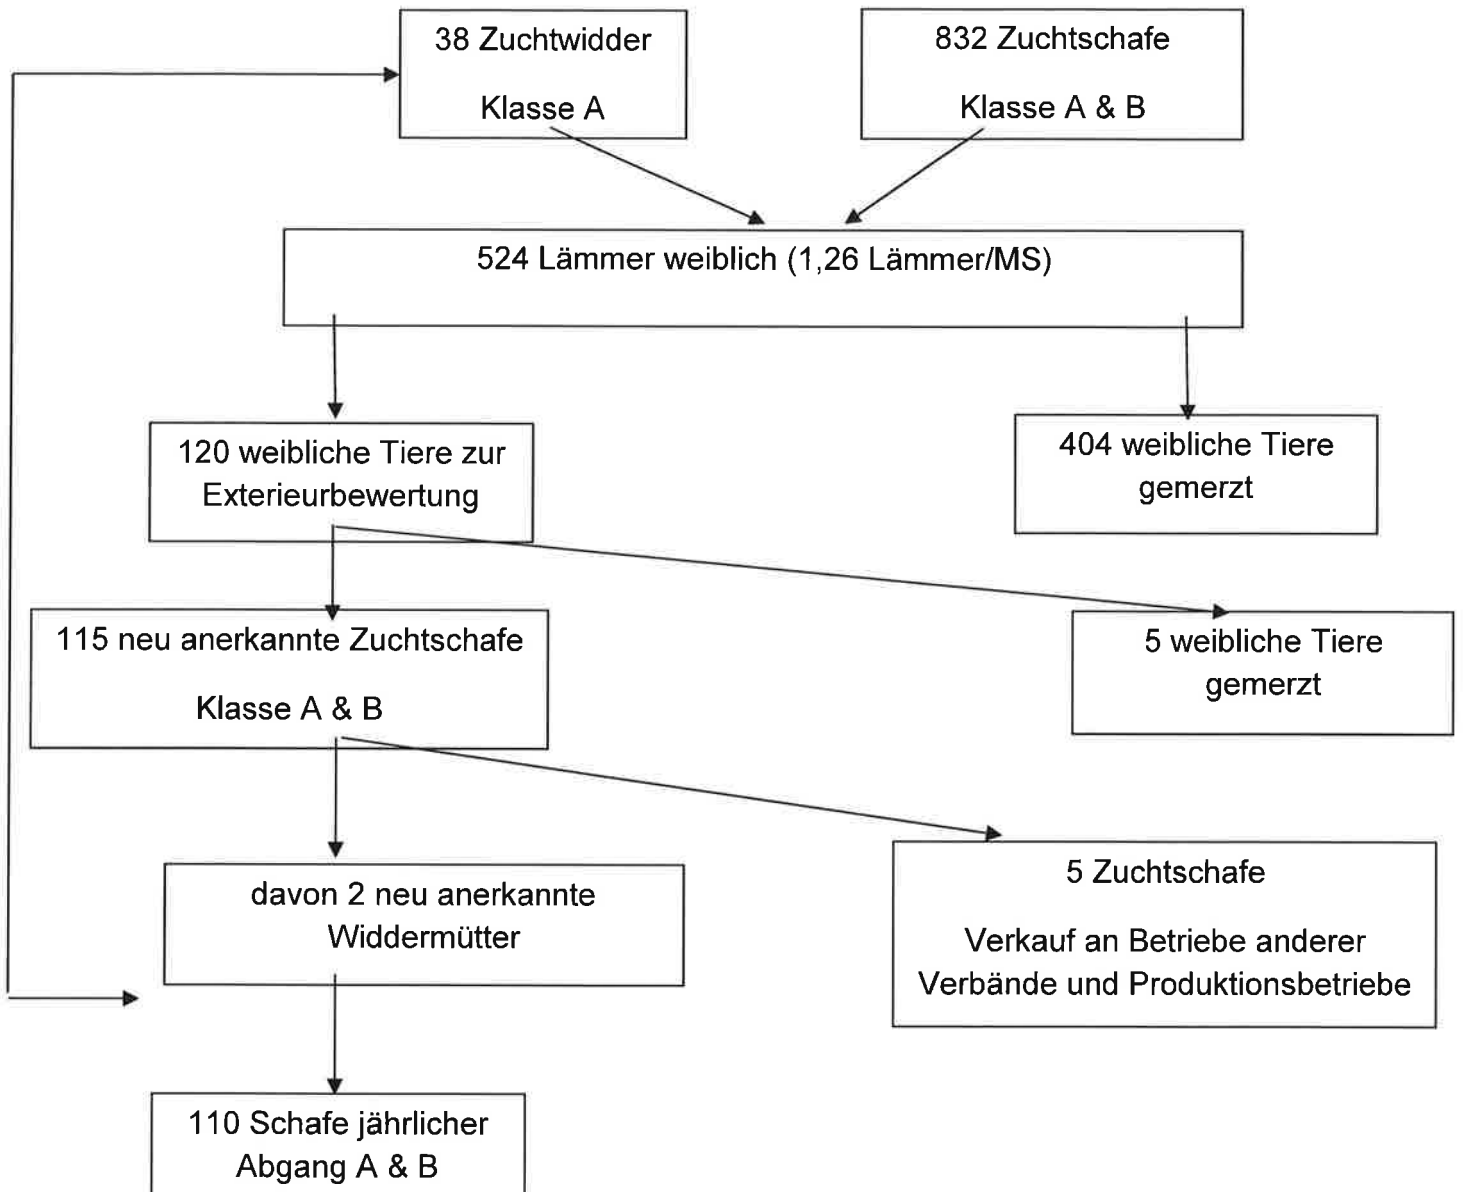 38 Zuchtwidder
Klasse A
832 Zuchtschafe
Klasse A & B
524 Lämmer weiblich (1,26 Lämmer/MS)
120 weibliche Tiere zur
Exterieurbewertung
404 weibliche Tiere
gemerzt
115 neu anerkannte Zuchtschafe
Klasse A & B
5 weibliche Tiere
gemerzt
davon 2 neu anerkannte
Widdermütter
5 Zuchtschafe
Verkauf an Betriebe anderer
Verbände und Produktionsbetriebe
110 Schafe jährlicher
Abgang A & B